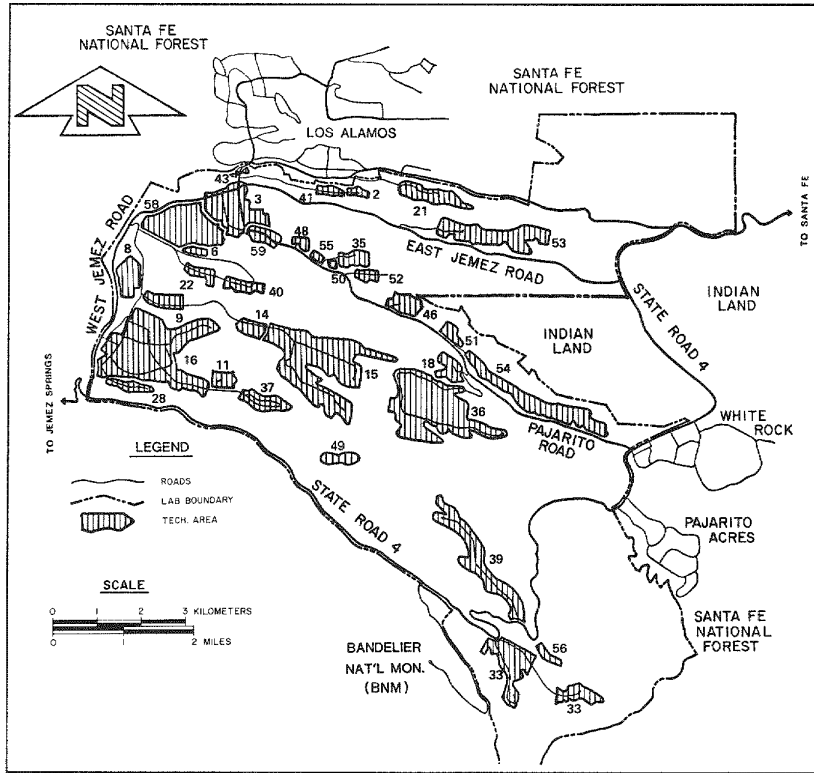 SANTA FE
NATIONAL FOREST
N
SANTA FE
NATIONAL FOREST
LOS ALAMOS
TO SANTA FE
43
58
3
41
2
21
WEST JEMEZ ROAD
8
6
59
48
55
35
EAST JEMEZ ROAD
53
50
52
22
40
INDIAN
LAND
46
STATE ROAD 4
9
14
51
INDIAN
LAND
16
11
15
18
54
28
37
36
PAJARITO
ROAD
WHITE
ROCK
TO JEMEZ SPRINGS
LEGEND
ROADS
LAB BOUNDARY
TECH. AREA
49
STATE ROAD 4
39
PAJARITO
ACRES
SCALE
0 1 2 3 KILOMETERS
0 1 2 MILES
SANTA FE
NATIONAL
FOREST
BANDELIER
NAT'L MON.
(BNM)
33
56
33